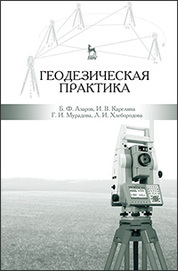 ГЕОДЕЗИЧЕСКАЯ
ПРАКТИКА
Б. Ф. Азаров, И. В. Карелина
Г. И. Мурадова, Л. И. Хлебородова